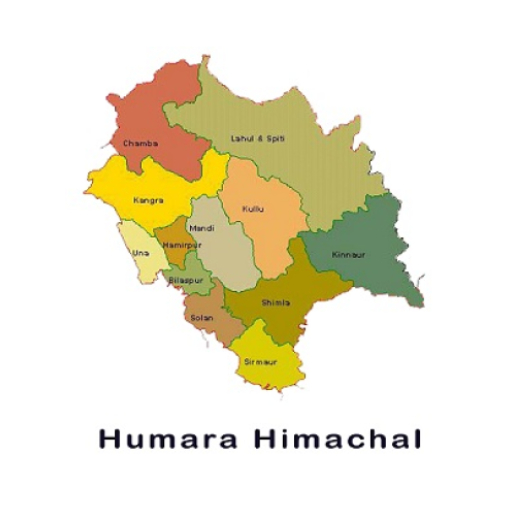 Chamba
Lahul & Spiti
Kangra
Kullu
Mandi
Hamirpur
Una
Kinnaur
Bilaspur
Shimla
Solan
Sirmaur
Humara Himachal